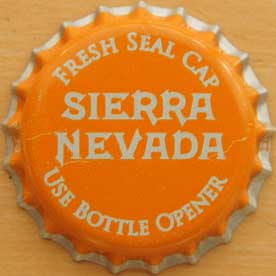 FRESH SEAL CAP
SIERRA
NEVADA
USE BOTTLE OPENER